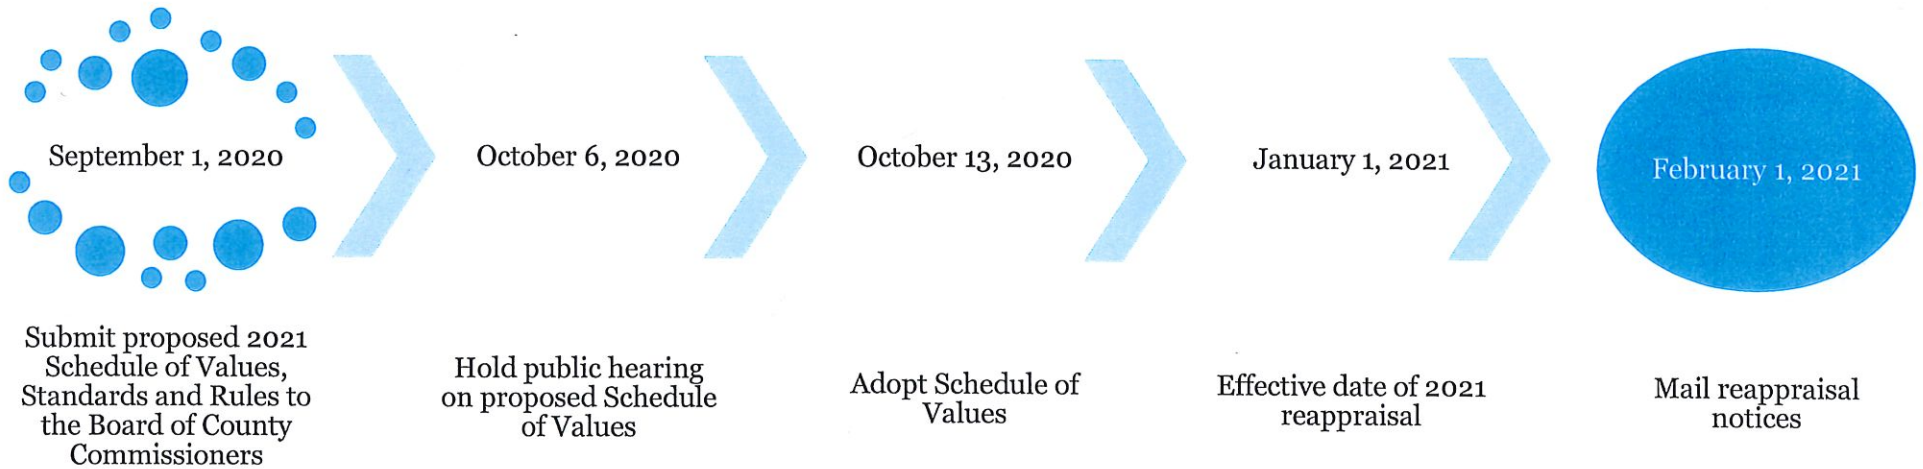 September 1, 2020
October 6, 2020
October 13, 2020
January 1, 2021
February 1, 2021
Submit proposed 2021
Schedule of Values,
Standards and Rules to
the Board of County
Commissioners
Hold public hearing
on proposed Schedule
of Values
Adopt Schedule of
Values
Effective date of 2021
reappraisal
Mail reappraisal
notices